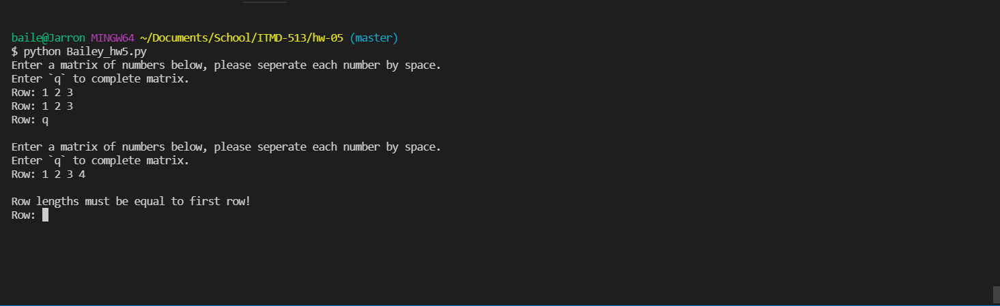 baile@Jarron MINGW64 ~/Documents/School/ITMD-513/hw-05 (master)
$ python Bailey_hw5.py
Enter a matrix of numbers below, please seperate each number by space.
Enter `q` to complete matrix.
Row: 1 2 3
Row: 1 2 3
Row: q
Enter a matrix of numbers below, please seperate each number by space.
Enter `q` to complete matrix.
Row: 1 2 3 4
Row lengths must be equal to first row!
Row: